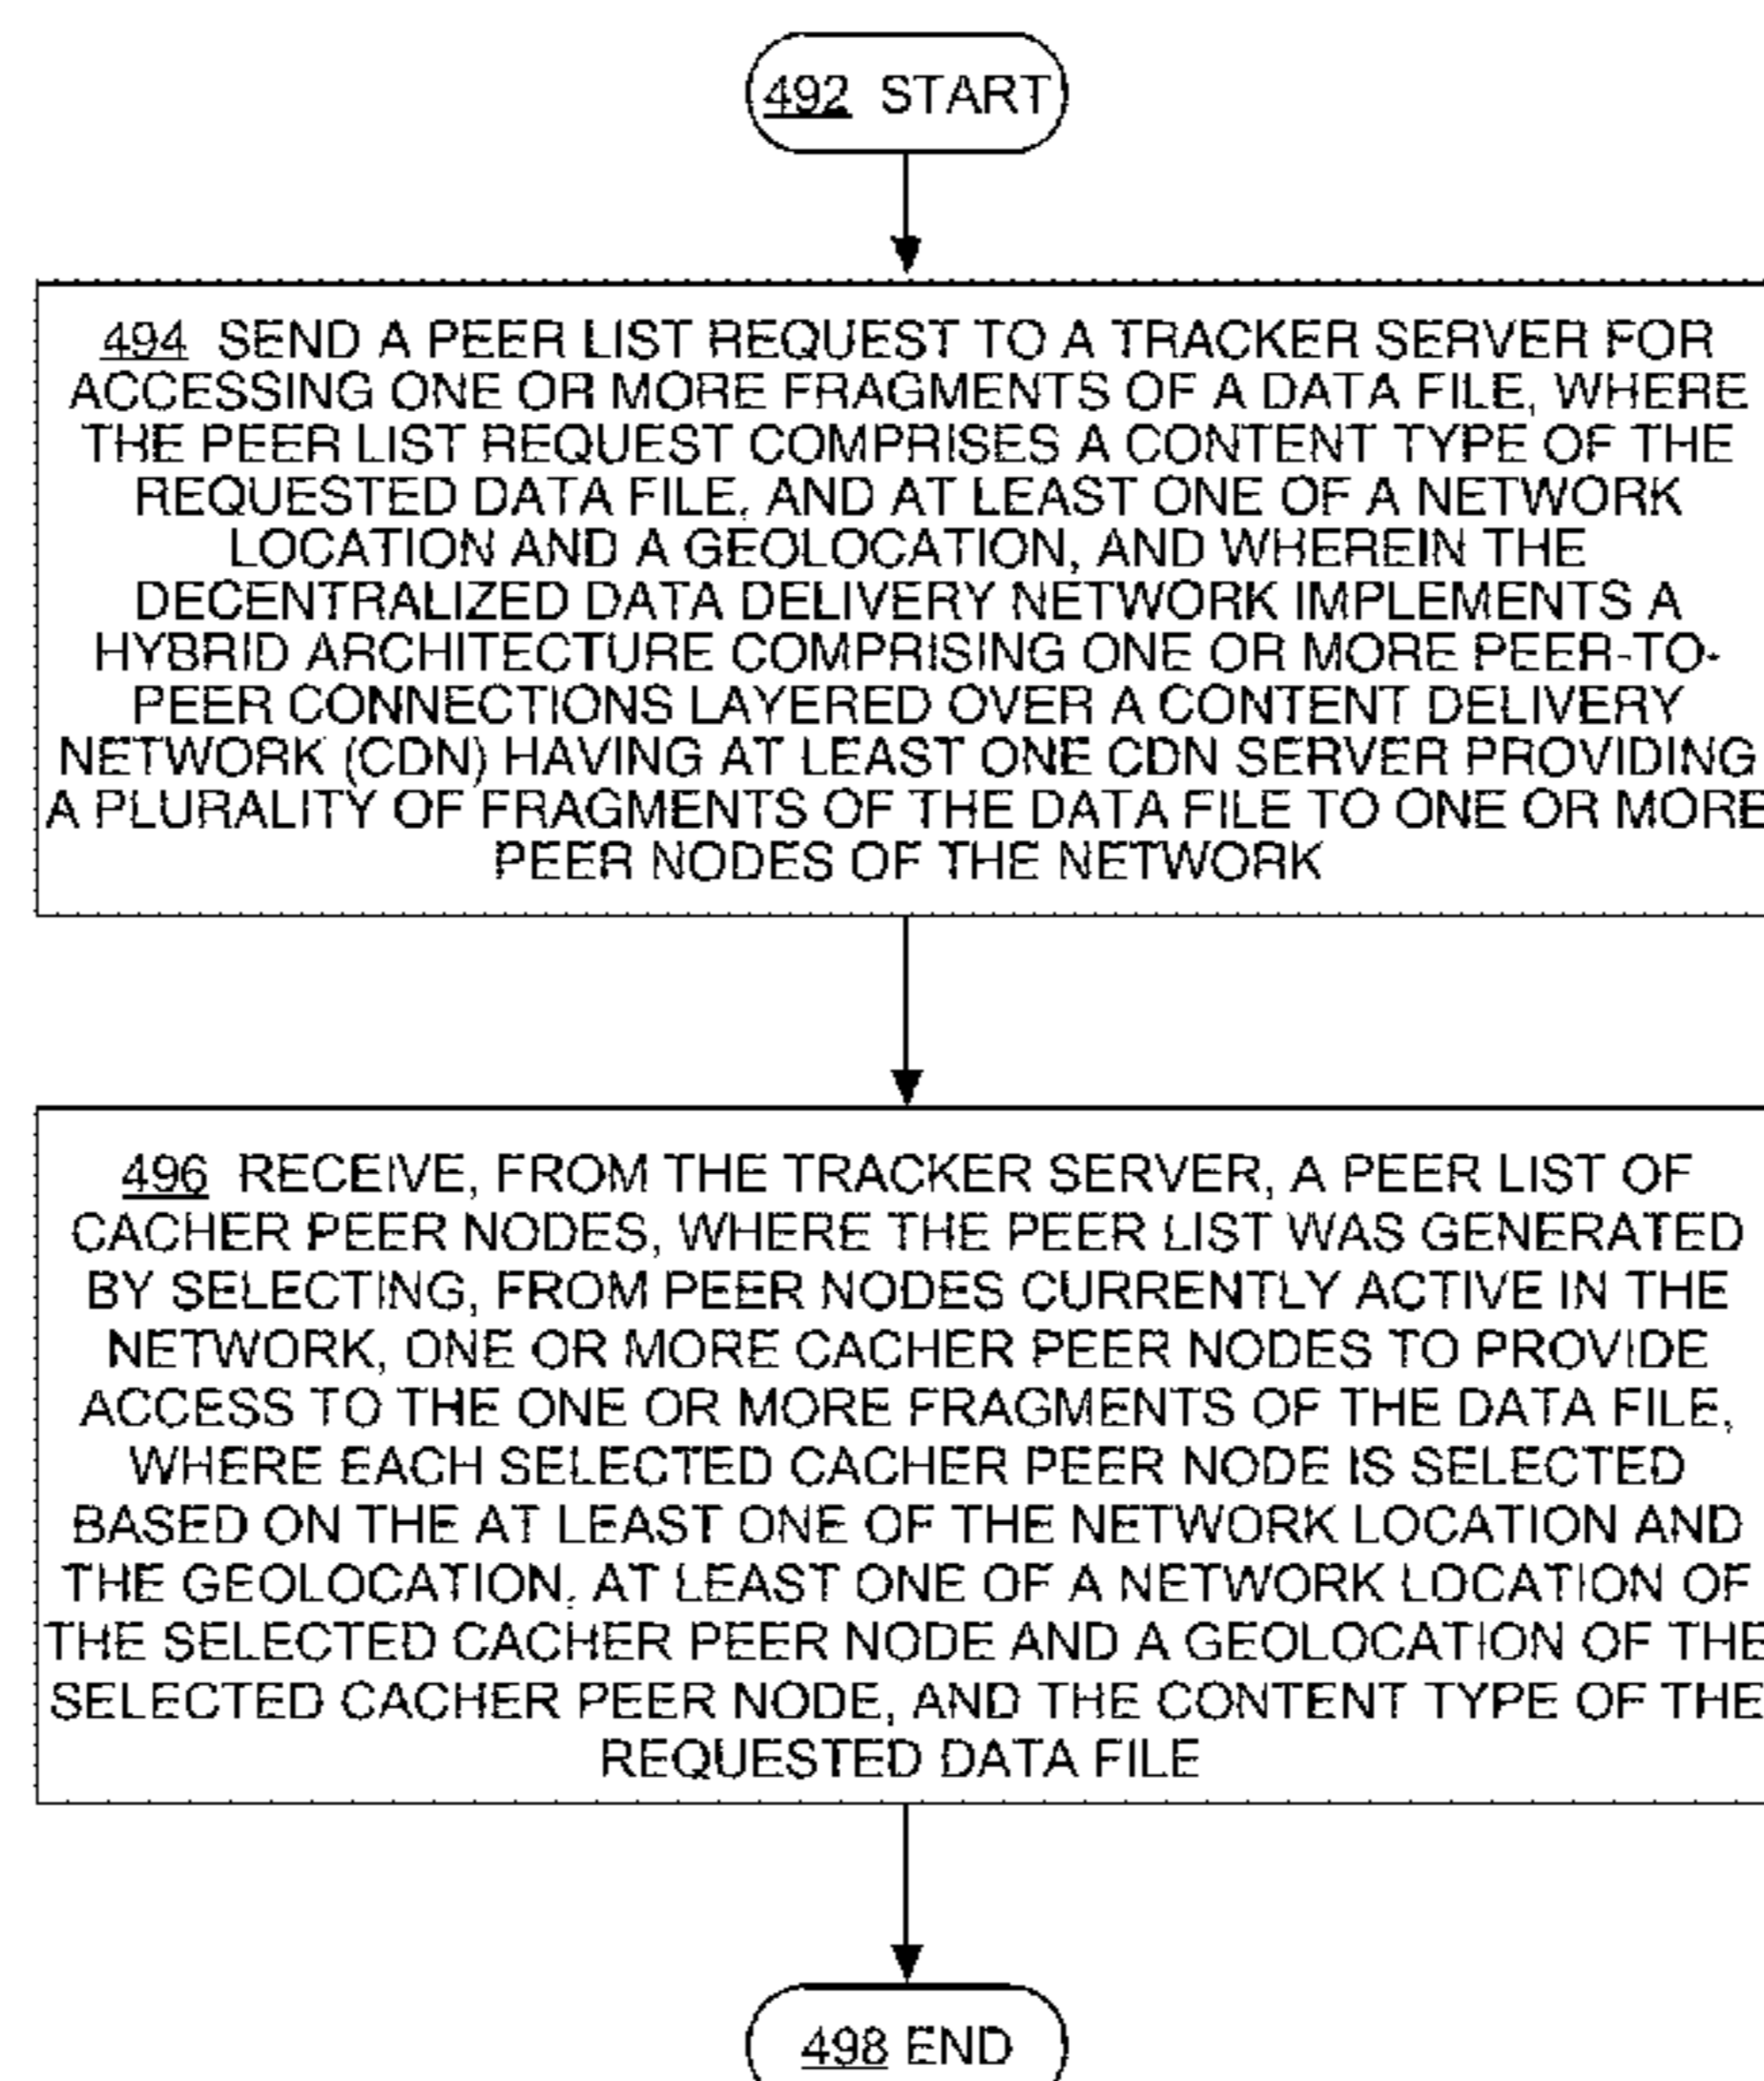 492 START
494 SEND A PEER LIST REQUEST TO A TRACKER SERVER FOR
ACCESSING ONE OR MORE FRAGMENTS OF A DATA FILE, WHERE
THE PEER LIST REQUEST COMPRISES A CONTENT TYPE OF THE
REQUESTED DATA FILE, AND AT LEAST ONE OF A NETWORK
LOCATION AND A GEOLOCATION, AND WHEREIN THE
DECENTRALIZED DATA DELIVERY NETWORK IMPLEMENTS A
HYBRID ARCHITECTURE COMPRISING ONE OR MORE PEER-TO-
PEER CONNECTIONS LAYERED OVER A CONTENT DELIVERY
NETWORK (CDN) HAVING AT LEAST ONE CDN SERVER PROVIDING
A PLURALITY OF FRAGMENTS OF THE DATA FILE TO ONE OR MORE
PEER NODES OF THE NETWORK
496 RECEIVE, FROM THE TRACKER SERVER, A PEER LIST OF
CACHER PEER NODES, WHERE THE PEER LIST WAS GENERATED
BY SELECTING, FROM PEER NODES CURRENTLY ACTIVE IN THE
NETWORK, ONE OR MORE CACHER PEER NODES TO PROVIDE
ACCESS TO THE ONE OR MORE FRAGMENTS OF THE DATA FILE,
WHERE EACH SELECTED CACHER PEER NODE IS SELECTED
BASED ON THE AT LEAST ONE OF THE NETWORK LOCATION AND
THE GEOLOCATION, AT LEAST ONE OF A NETWORK LOCATION OF
THE SELECTED CACHER PEER NODE AND A GEOLOCATION OF THE
SELECTED CACHER PEER NODE, AND THE CONTENT TYPE OF THE
REQUESTED DATA FILE
498 END